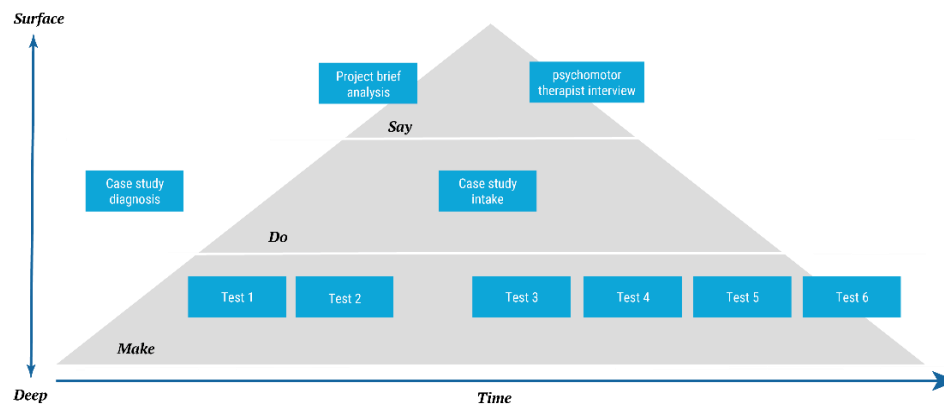 Surface
Project brief
analysis
psychomotor
therapist interview
Say
Case study
diagnosis
Case study
intake
Do
Test 1
Test 2
Test 3
Test 4
Test 5
Test 6
Make
Deep
Time